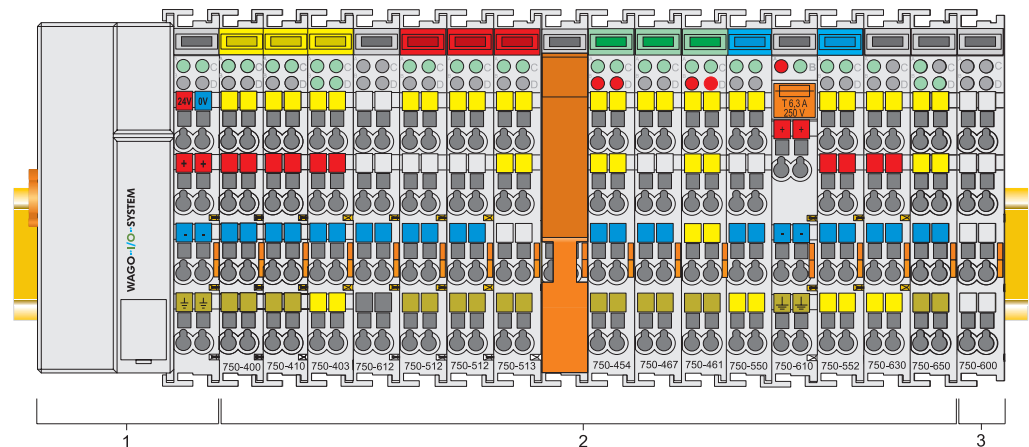 C C C C C C C C C C C B C C C C
D D D D D D D D D D D D D D D
24V 0V
T 6,3 A
250 V
+ +
+ +
WAGO-I/O-SYSTEM
- -
- -
750-400 750-410 750-403 750-612 750-512 750-512 750-513 750-454 750-467 750-461 750-550 750-610 750-552 750-630 750-650 750-600
1 2 3